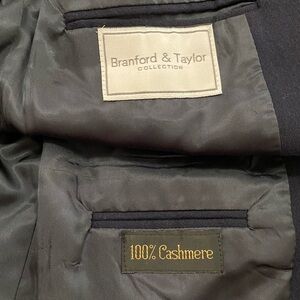 Branford & Taylor
COLLECTION
100% Cashmere